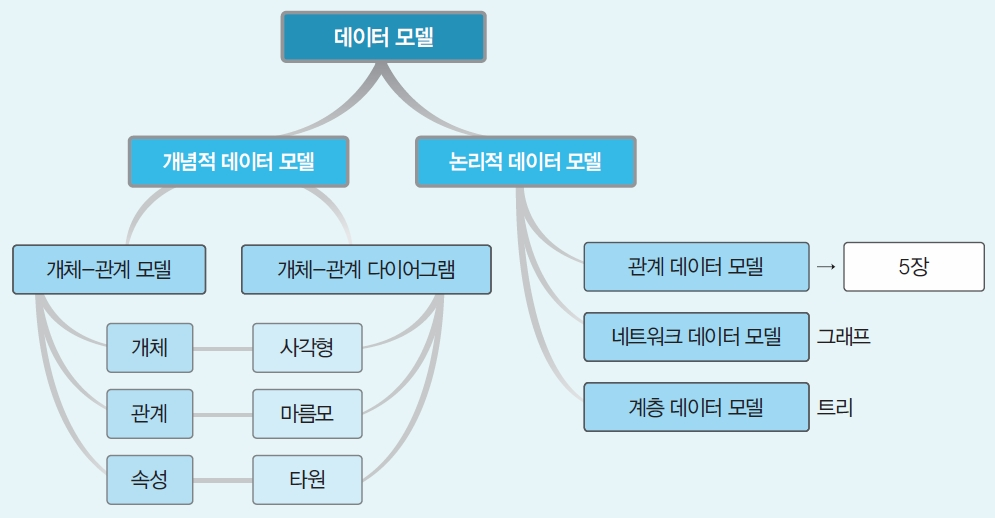 데이터 모델
개념적 데이터 모델
논리적 데이터 모델
개체-관계 모델
개체-관계 다이어그램
개체
사각형
관계
마름모
속성
타원
관계 데이터 모델 → 5장
네트워크 데이터 모델 그래프
계층 데이터 모델 트리